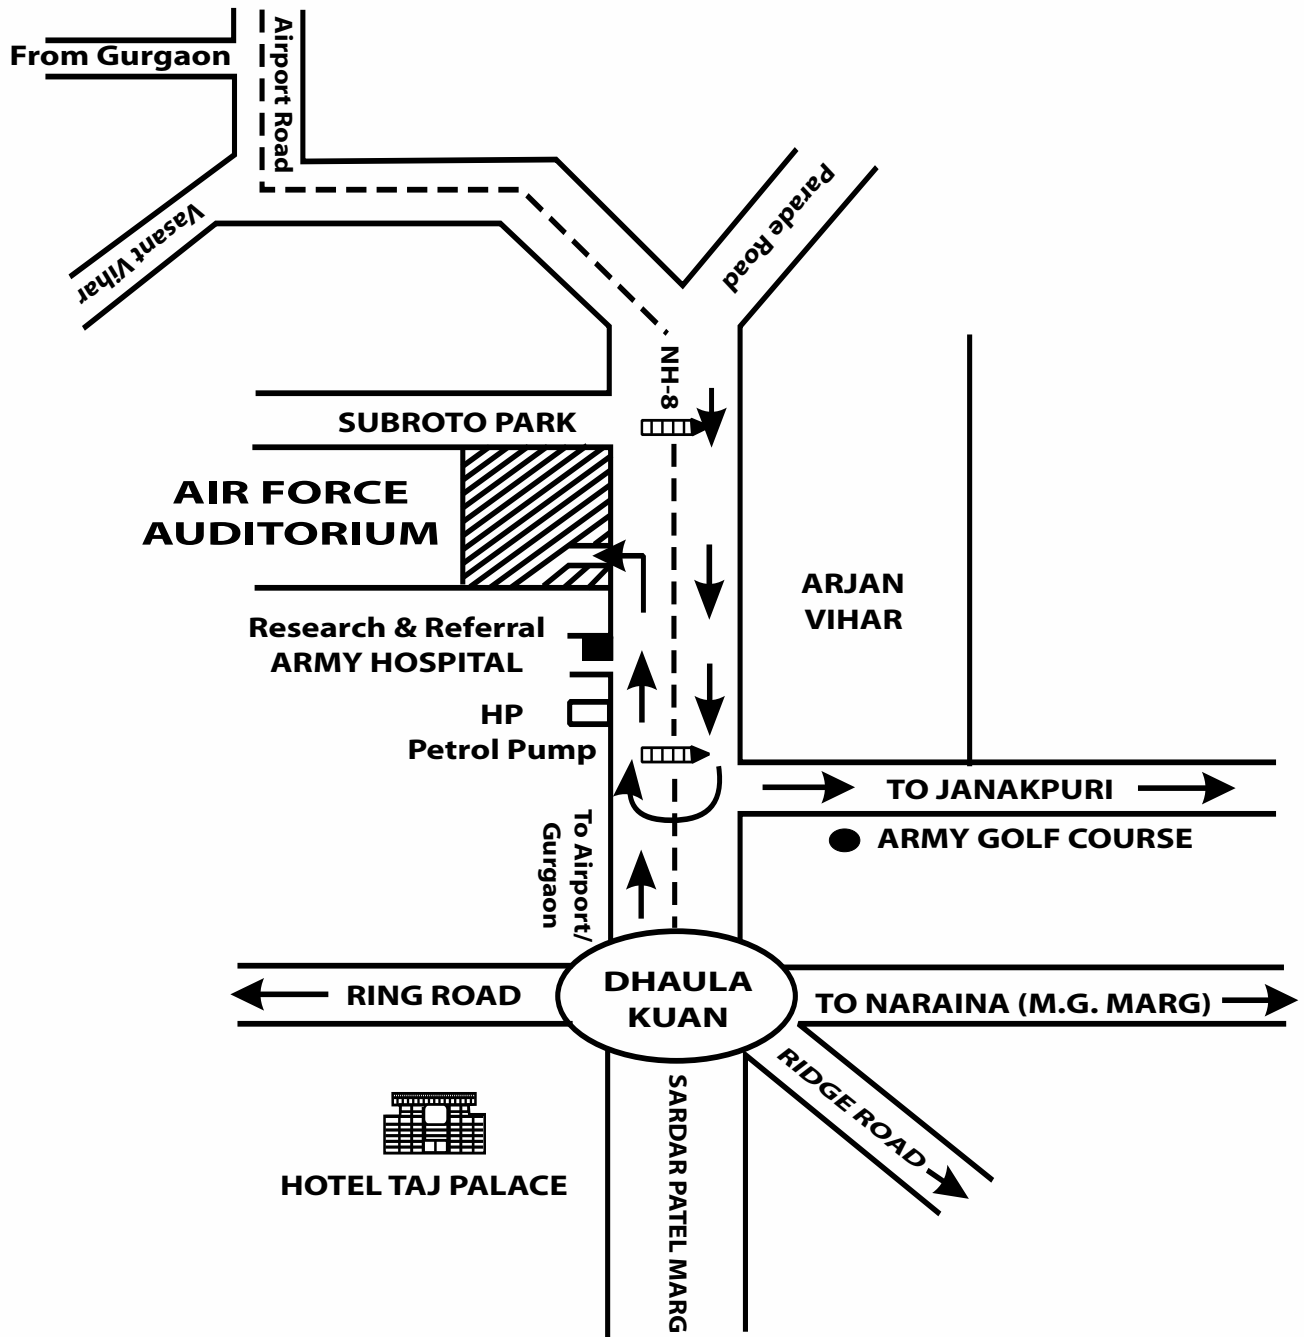 From Gurgaon
Airport Road
Vasant Vihar
Parade Road
NH-8
SUBROTO PARK
AIR FORCE
AUDITORIUM
ARJAN
VIHAR
Research & Referral
ARMY HOSPITAL
HP
Petrol Pump
TO JANAKPURI
ARMY GOLF COURSE
To Airport/
Gurgaon
RING ROAD
DHAULA
KUAN
TO NARAINA (M.G. MARG)
RIDGE ROAD
SARDAR PATEL MARG
HOTEL TAJ PALACE